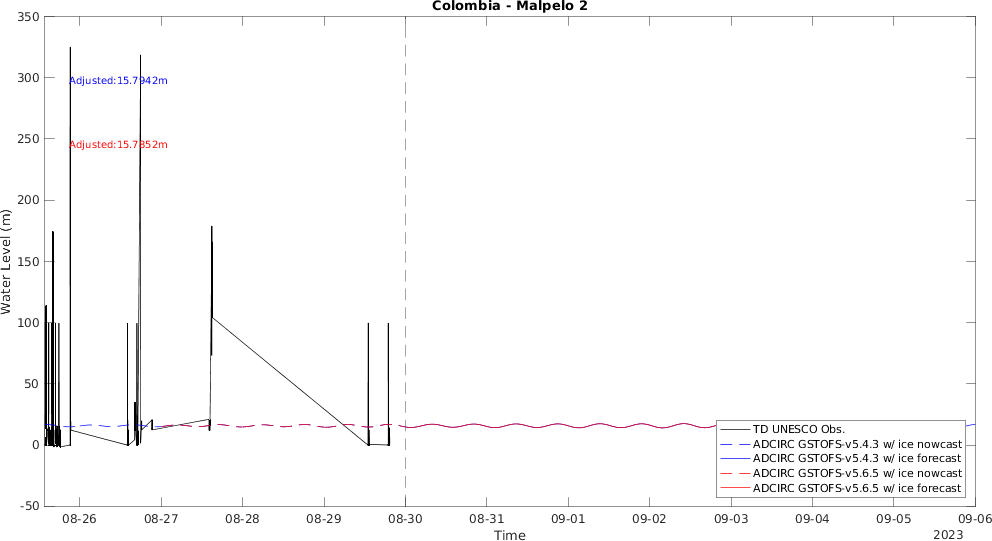 Colombia - Malpelo 2
350
300
250
200
150
100
50
0
-50
Water Level (m)
Adjusted:15.7942m
Adjusted:15.7852m
TD UNESCO Obs.
ADCIRC GSTOFS-v5.4.3 w/ ice nowcast
ADCIRC GSTOFS-v5.4.3 w/ ice forecast
ADCIRC GSTOFS-v5.6.5 w/ ice nowcast
ADCIRC GSTOFS-v5.6.5 w/ ice forecast
08-26 08-27 08-28 08-29 08-30 08-31 09-01 09-02 09-03 09-04 09-05 09-06
Time
2023